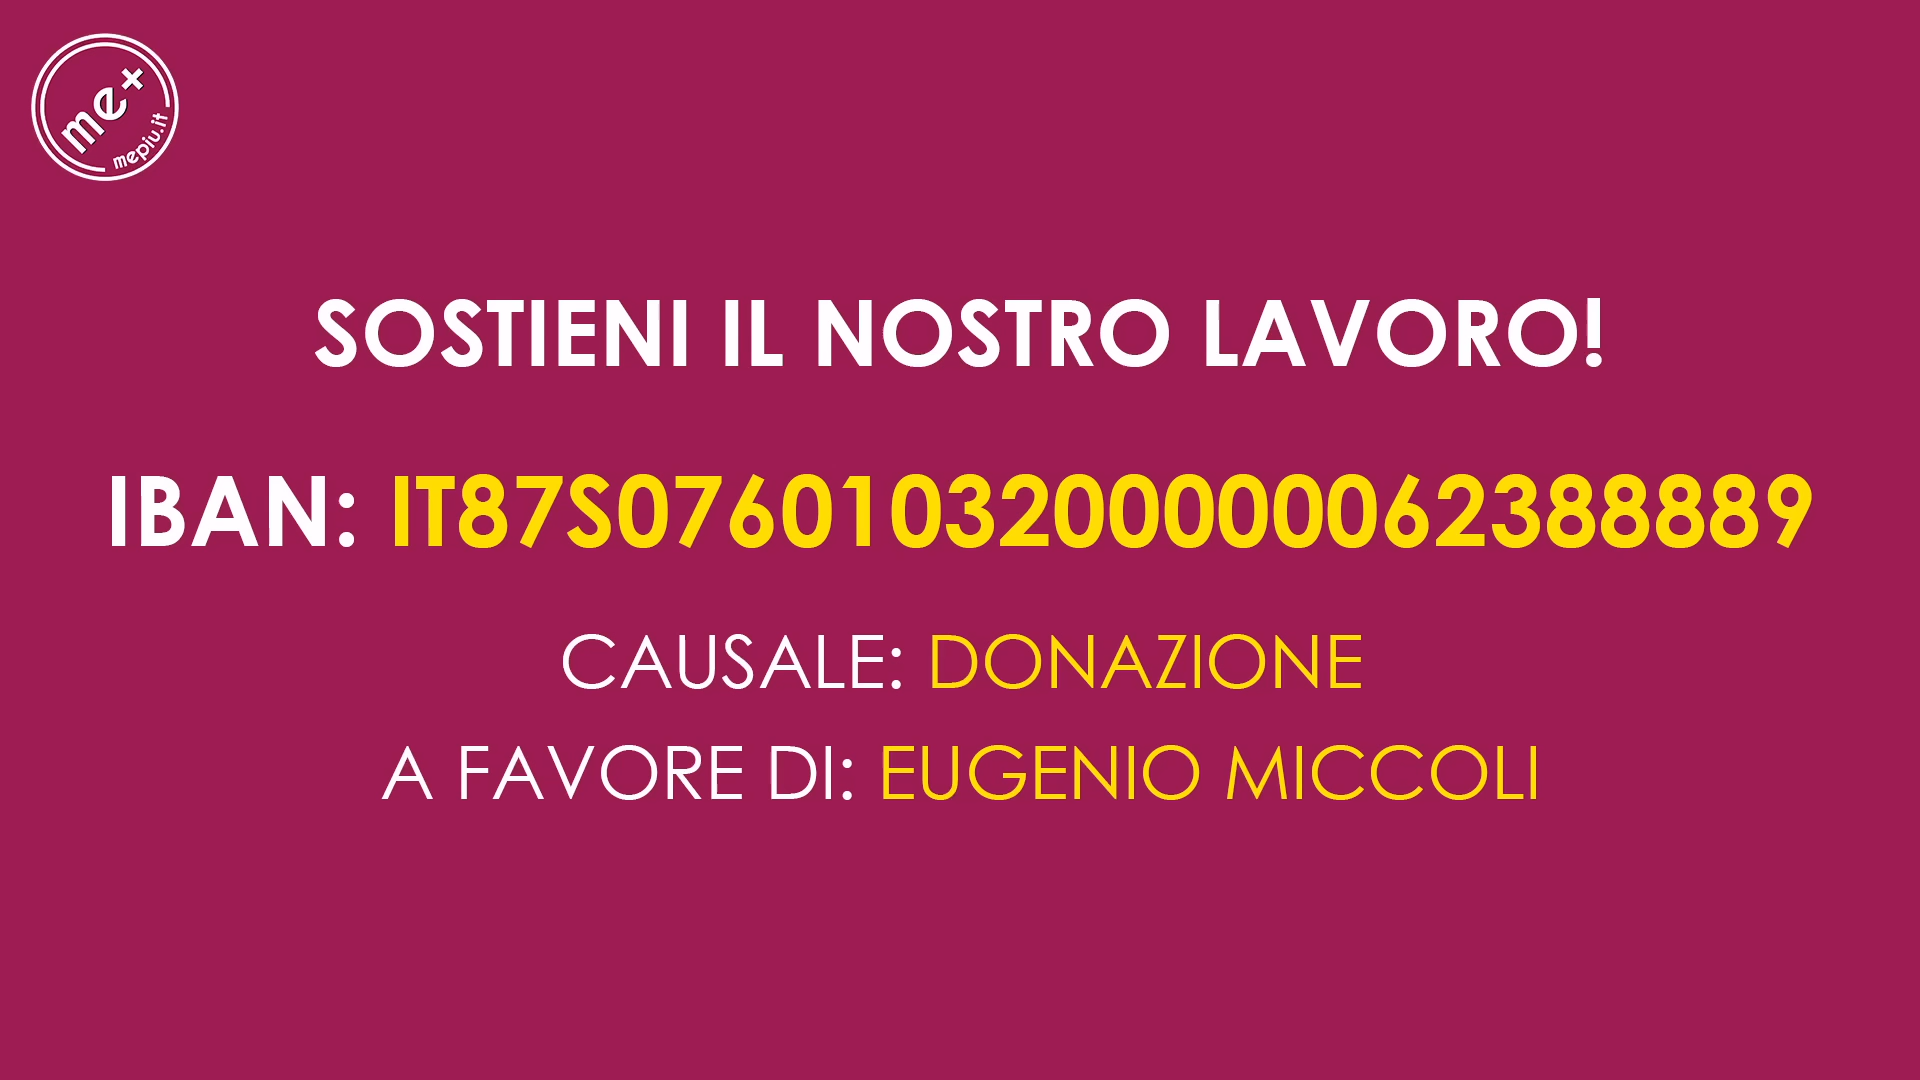 me+
mepiu.it
SOSTIENI IL NOSTRO LAVORO!
IBAN: IT87S0760103200000062388889
CAUSALE: DONAZIONE
A FAVORE DI: EUGENIO MICCOLI